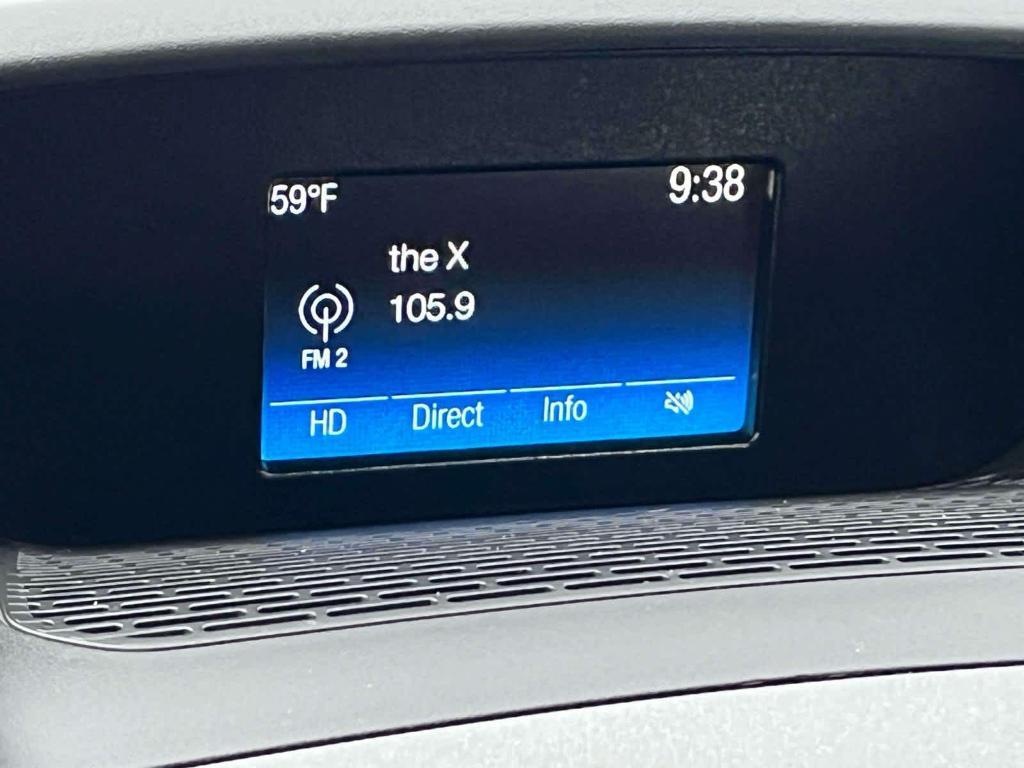 59°F 9:38
the X
105.9
FM 2
HD Direct Info